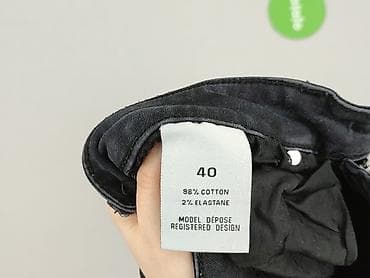 40
98% COTTON
2% ELASTANE
MODEL DÉPOSÉ
REGISTERED DESIGN